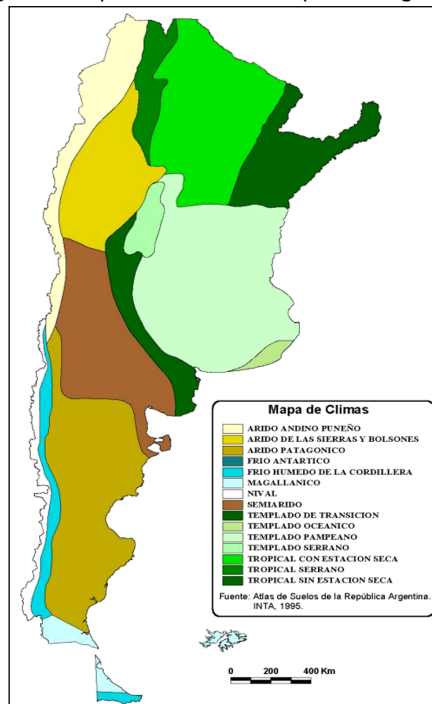 Mapa de Climas
ARIDO ANDINO PUNEÑO
ARIDO DE LAS SIERRAS Y BOLSONES
ARIDO PATAGONICO
FRIO ANTARTICO
FRIO HUMEDO DE LA CORDILLERA
MAGALLANICO
NIVAL
SEMIARIDO
TEMPLADO DE TRANSICION
TEMPLADO OCEANICO
TEMPLADO PAMPEANO
TEMPLADO SERRANO
TROPICAL CON ESTACION SECA
TROPICAL SERRANO
TROPICAL SIN ESTACION SECA
Fuente: Atlas de Suelos de la República Argentina.
INTA, 1995.
0 200 400 Km